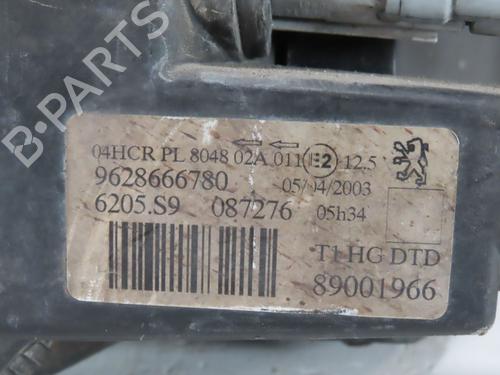 04HCR PL 8048 02A 011 E2 12.5
9628666780 05/04/2003
6205.S9 087276 05h34
T1 HG DTD
89001966
B-PARTS